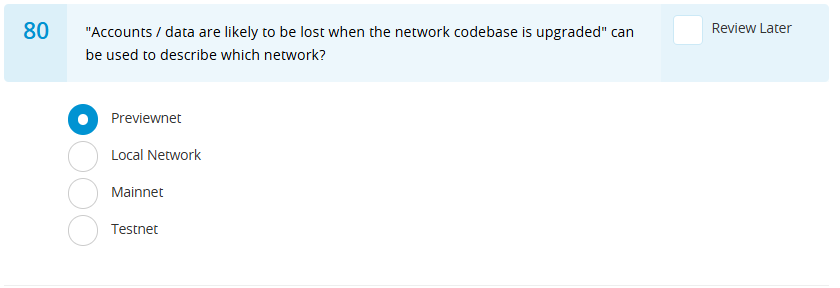 80
"Accounts / data are likely to be lost when the network codebase is upgraded" can
be used to describe which network?
Review Later
Previewnet
Local Network
Mainnet
Testnet